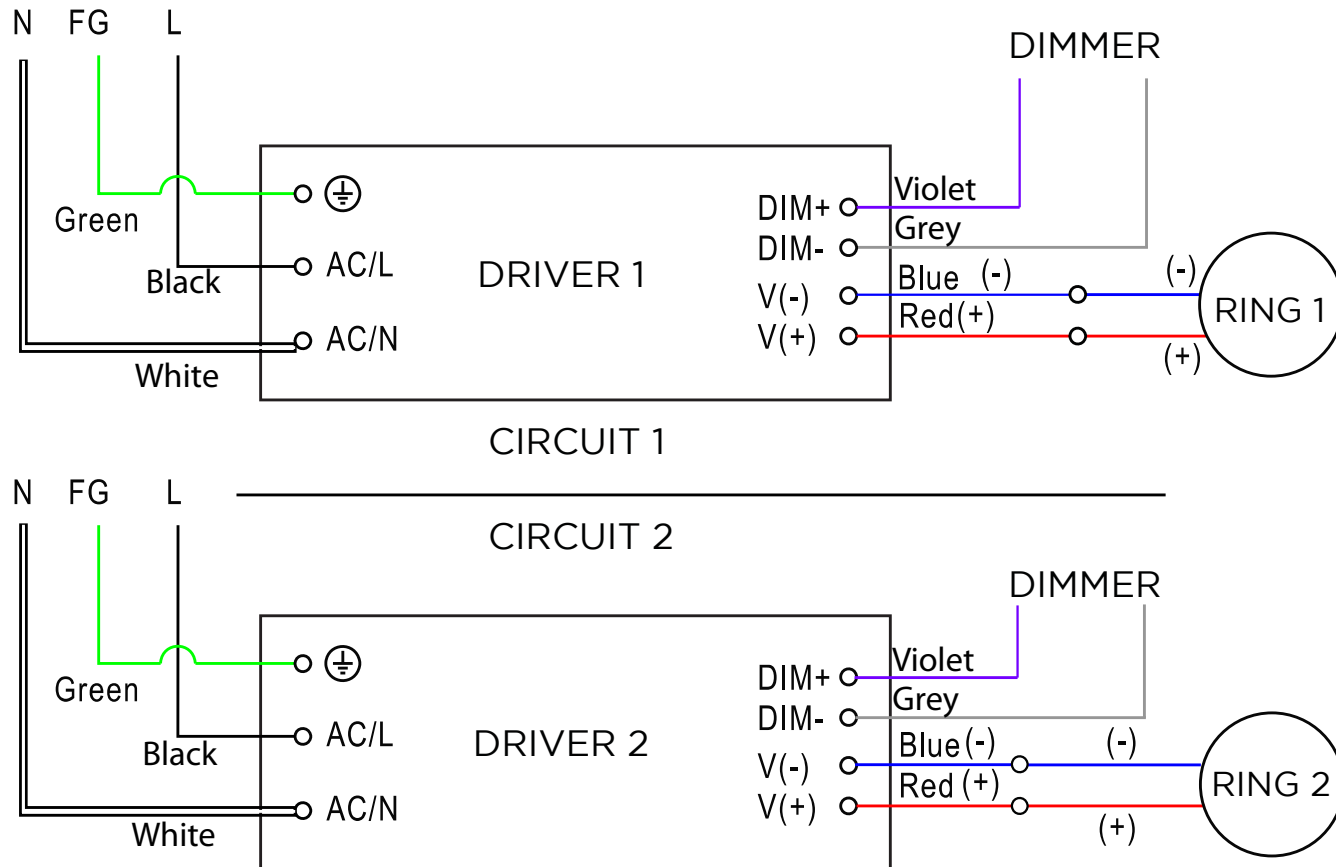 N FG L
DIMMER
Green
Black
White
AC/L
AC/N
DRIVER 1
DIM+
DIM-
V(-)
V(+)
Violet
Grey
Blue (-)
Red(+)
(-)
(+)
RING 1
CIRCUIT 1
N FG L
CIRCUIT 2
DIMMER
Green
Black
White
AC/L
AC/N
DRIVER 2
DIM+
DIM-
V(-)
V(+)
Violet
Grey
Blue(-)
Red(+)
(-)
(+)
RING 2